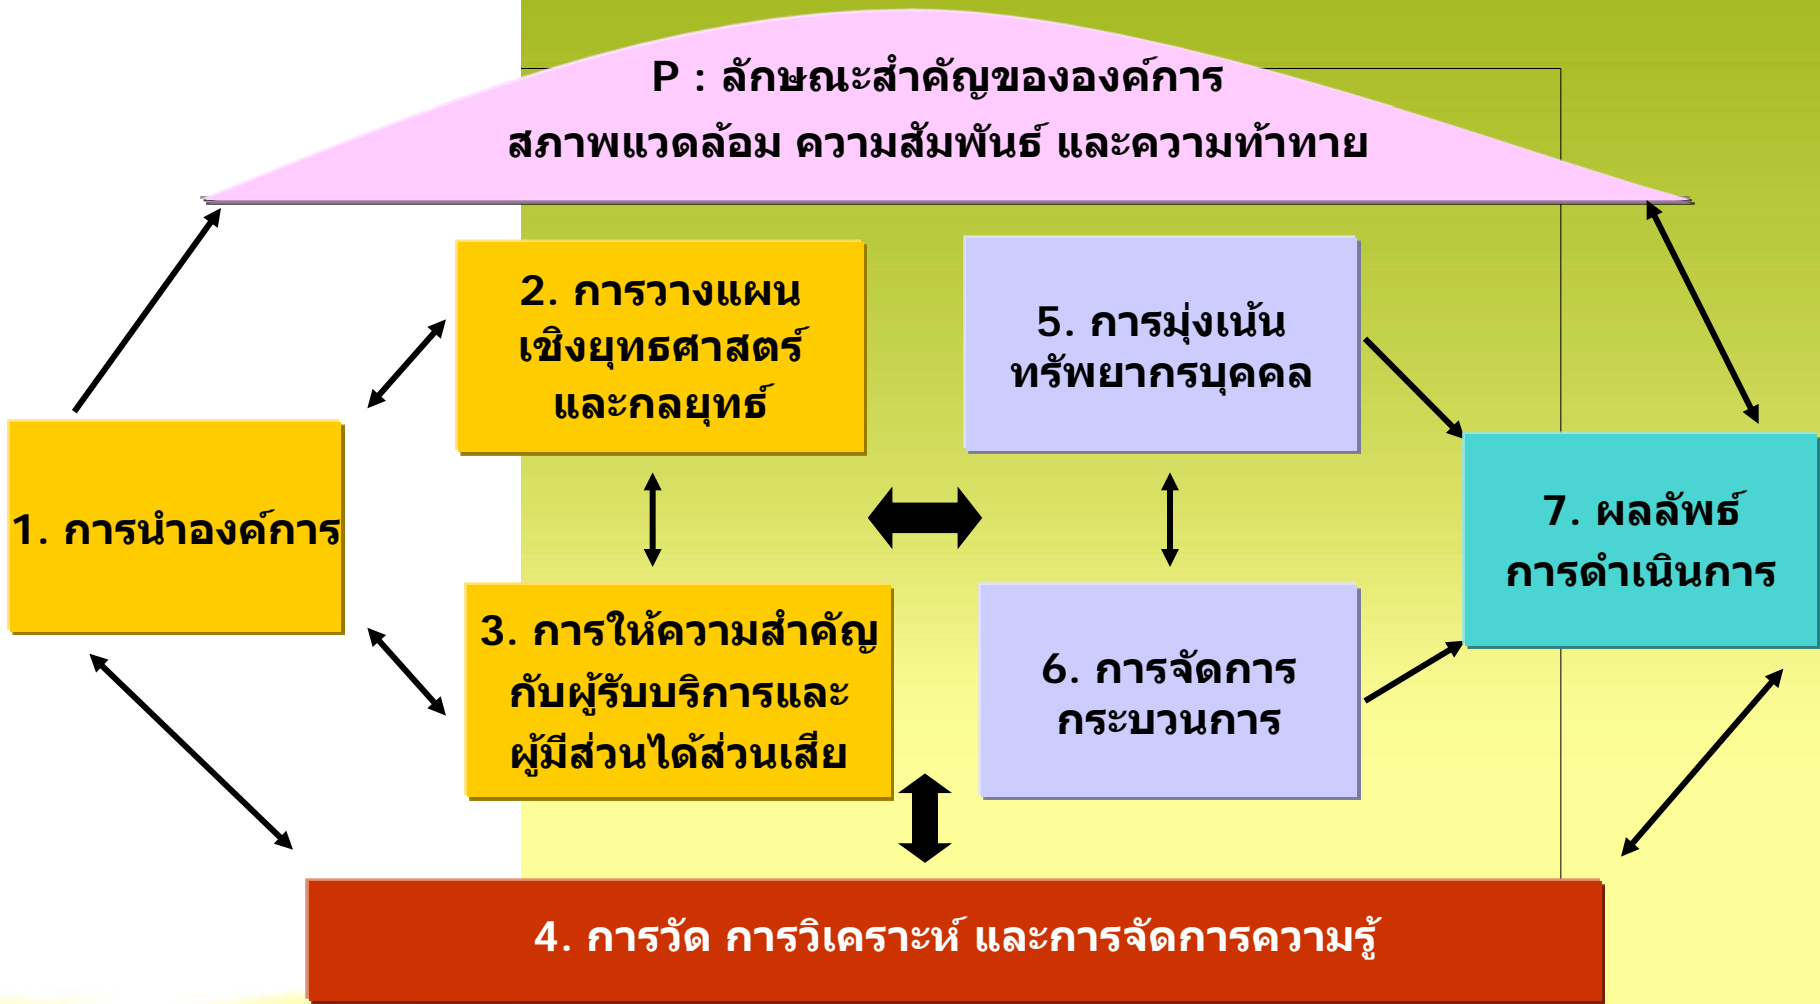 P : ลักษณะสำคัญขององค์การ
สภาพแวดล้อม ความสัมพันธ์ และความท้าทาย
2. การวางแผน
เชิงยุทธศาสตร์
และกลยุทธ์
5. การมุ่งเน้น
ทรัพยากรบุคคล
1. การนำองค์การ
7. ผลลัพธ์
การดำเนินการ
3. การให้ความสำคัญ
กับผู้รับบริการและ
ผู้มีส่วนได้ส่วนเสีย
6. การจัดการ
กระบวนการ
4. การวัด การวิเคราะห์ และการจัดการความรู้